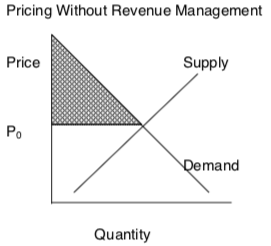 Pricing Without Revenue Management
Price
Supply
P₀
Demand
Quantity